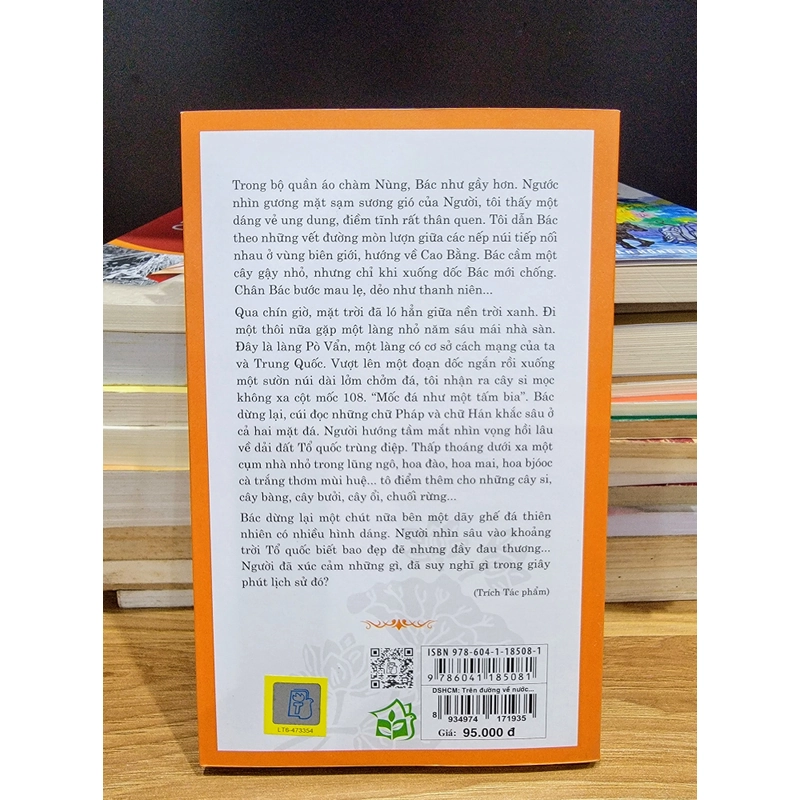 Trong bộ quần áo chàm Nùng, Bác như gầy hơn. Ngước
nhìn gương mặt sạm sương gió của Người, tôi thấy một
dáng vẻ ung dung, điềm tĩnh rất thân quen. Tôi dẫn Bác
theo những vết đường mòn lượn giữa các nếp núi tiếp nối
nhau ở vùng biên giới, hướng về Cao Bằng. Bác cầm một
cây gậy nhỏ, nhưng chỉ khi xuống dốc Bác mới chống.
Chân Bác bước mau lẹ, dẻo như thanh niên...
Qua chín giờ, mặt trời đã ló hẳn giữa nền trời xanh. Đi
một thôi nữa gặp một làng nhỏ năm sáu mái nhà sàn.
Đây là làng Pò Vẩn, một làng có cơ sở cách mạng của ta
và Trung Quốc. Vượt lên một đoạn dốc ngắn rồi xuống
một sườn núi dài lởm chởm đá, tôi nhận ra cây si mọc
không xa cột mốc 108. “Mốc đá như một tấm bia”. Bác
dừng lại, cúi đọc những chữ Pháp và chữ Hán khắc sâu ở
cả hai mặt đá. Người hướng tầm mắt nhìn vọng hồi lâu
về dải đất Tổ quốc trùng điệp. Thấp thoáng dưới xa một
cụm nhà nhỏ trong lũng ngô, hoa đào, hoa mai, hoa bjóoc
cà trắng thơm mùi huệ... tô điểm thêm cho những cây si,
cây bàng, cây bưởi, cây ổi, chuối rừng...
Bác dừng lại một chút nữa bên một dãy ghế đá thiên
nhiên có nhiều hình dáng. Người nhìn sâu vào khoảng
trời Tổ quốc biết bao đẹp đẽ nhưng đầy đau thương...
Người đã xúc cảm những gì, đã suy nghĩ gì trong giây
phút lịch sử đó?
(Trích Tác phẩm)
ISBN 978-604-1-18508-1
9 786041 185081
DSHCM: Trên đường về nước...
8 934974 171935
Giá: 95.000 đ
LTB-473354